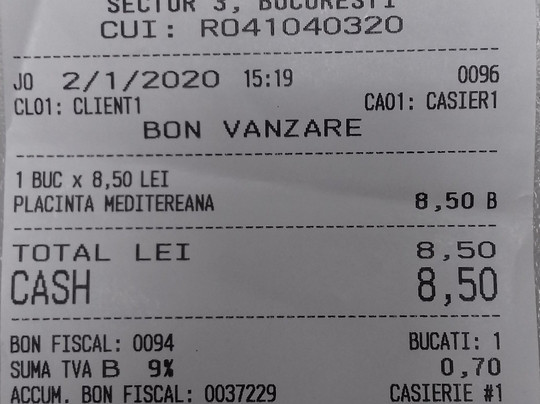 SECTOR 3, BUCURESTI
CUI: RO41040320
JO 2/1/2020 15:19 0096
CL01: CLIENT1 CA01: CASIER1
BON VANZARE
1 BUC x 8,50 LEI
PLACINTA MEDITEREANA 8,50 B
TOTAL LEI 8,50
CASH 8,50
BON FISCAL: 0094 BUCATI: 1
SUMA TVA B 9% 0,70
ACCUM. BON FISCAL: 0037229 CASIERIE #1